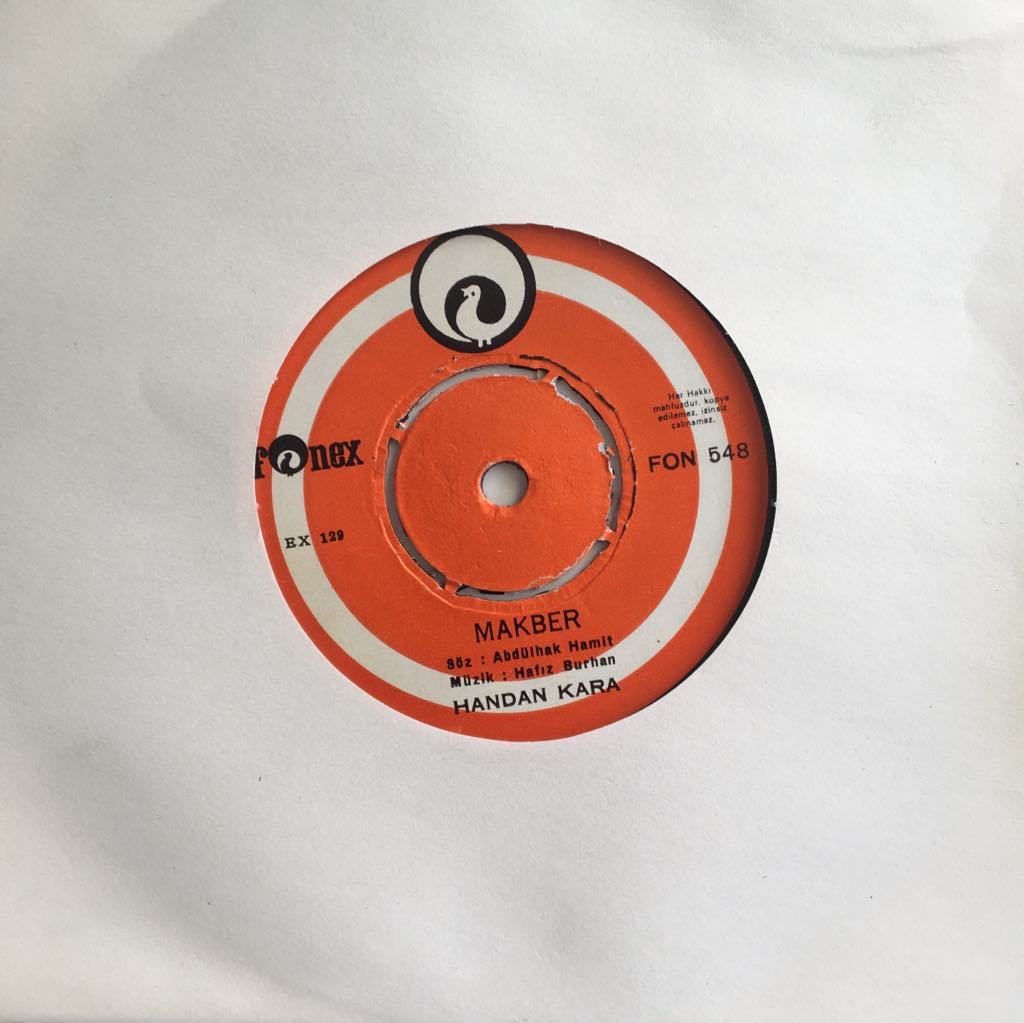 fonex
EX 129
Her Hakkı
mahfuzdur. kopya
edilemez, izinsiz
çalınamaz.
FON 548
MAKBER
Söz : Abdülhak Hamit
Müzik : Hafız Burhan
HANDAN KARA